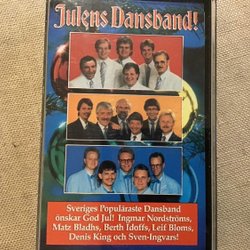 Julens Dansband!
Sveriges Populäraste Dansband
önskar God Jul! Ingmar Nordströms,
Matz Bladhs, Berth Idoffs, Leif Bloms,
Denis King och Sven-Ingvars!